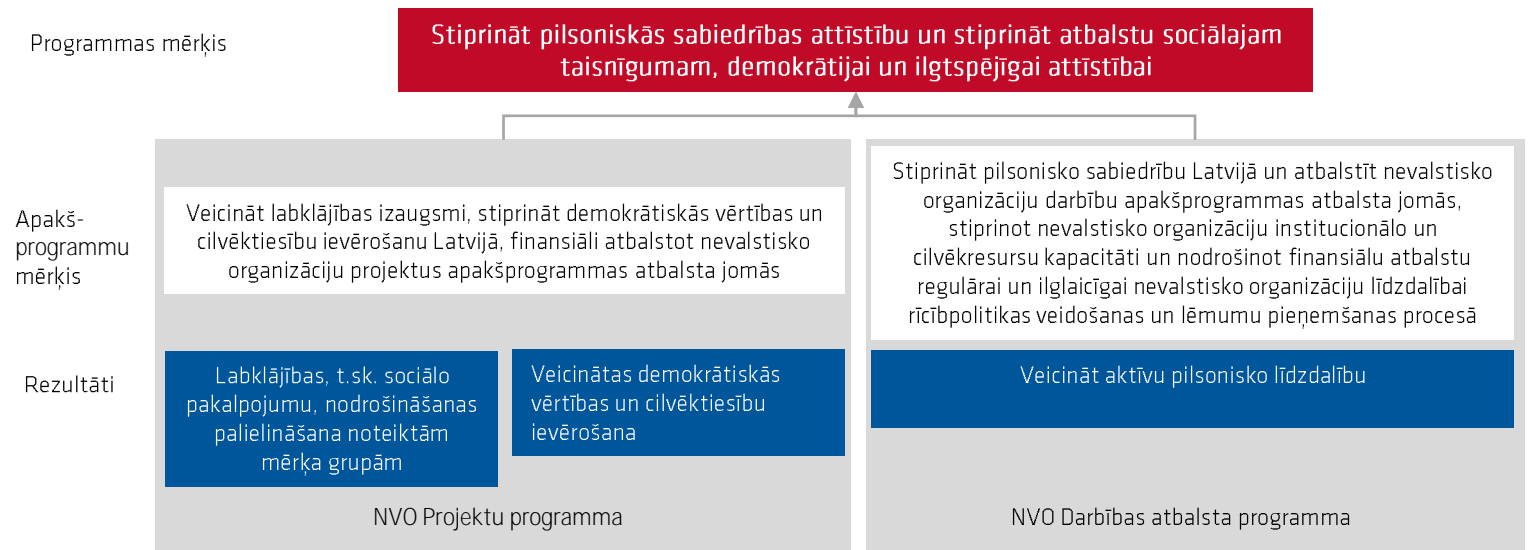 Programmas mērķis
Stiprināt pilsoniskās sabiedrības attīstību un stiprināt atbalstu sociālajam
taisnīgumam, demokrātijai un ilgtspējīgai attīstībai
Apakš-
programmu
mērķis
Veicināt labklājības izaugsmi, stiprināt demokrātiskās vērtības un
cilvēktiesību ievērošanu Latvijā, finansiāli atbalstot nevalstisko
organizāciju projektus apakšprogrammas atbalsta jomās
Stiprināt pilsonisko sabiedrību Latvijā un atbalstīt nevalstisko
organizāciju darbību apakšprogrammas atbalsta jomās,
stiprinot nevalstisko organizāciju institucionālo un
cilvēkresursu kapacitāti un nodrošinot finansiālu atbalstu
regulārai un ilglaicīgai nevalstisko organizāciju līdzdalībai
rīcībpolitikas veidošanas un lēmumu pieņemšanas procesā
Rezultāti
Labklājības, t.sk. sociālo
pakalpojumu, nodrošināšanas
palielināšana noteiktām
mērķa grupām
Veicinātas demokrātiskās
vērtības un cilvēktiesību
ievērošana
Veicināt aktīvu pilsonisko līdzdalību
NVO Projektu programma
NVO Darbības atbalsta programma